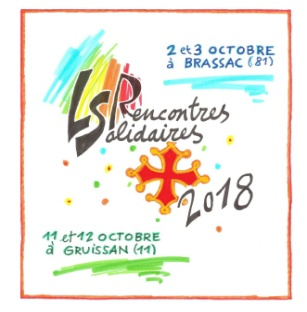 2 et 3 OCTOBRE
à BRASSAC (81)
LS Rencontres
Solidaires
2018
11 et 12 OCTOBRE
à GRUISSAN (11)